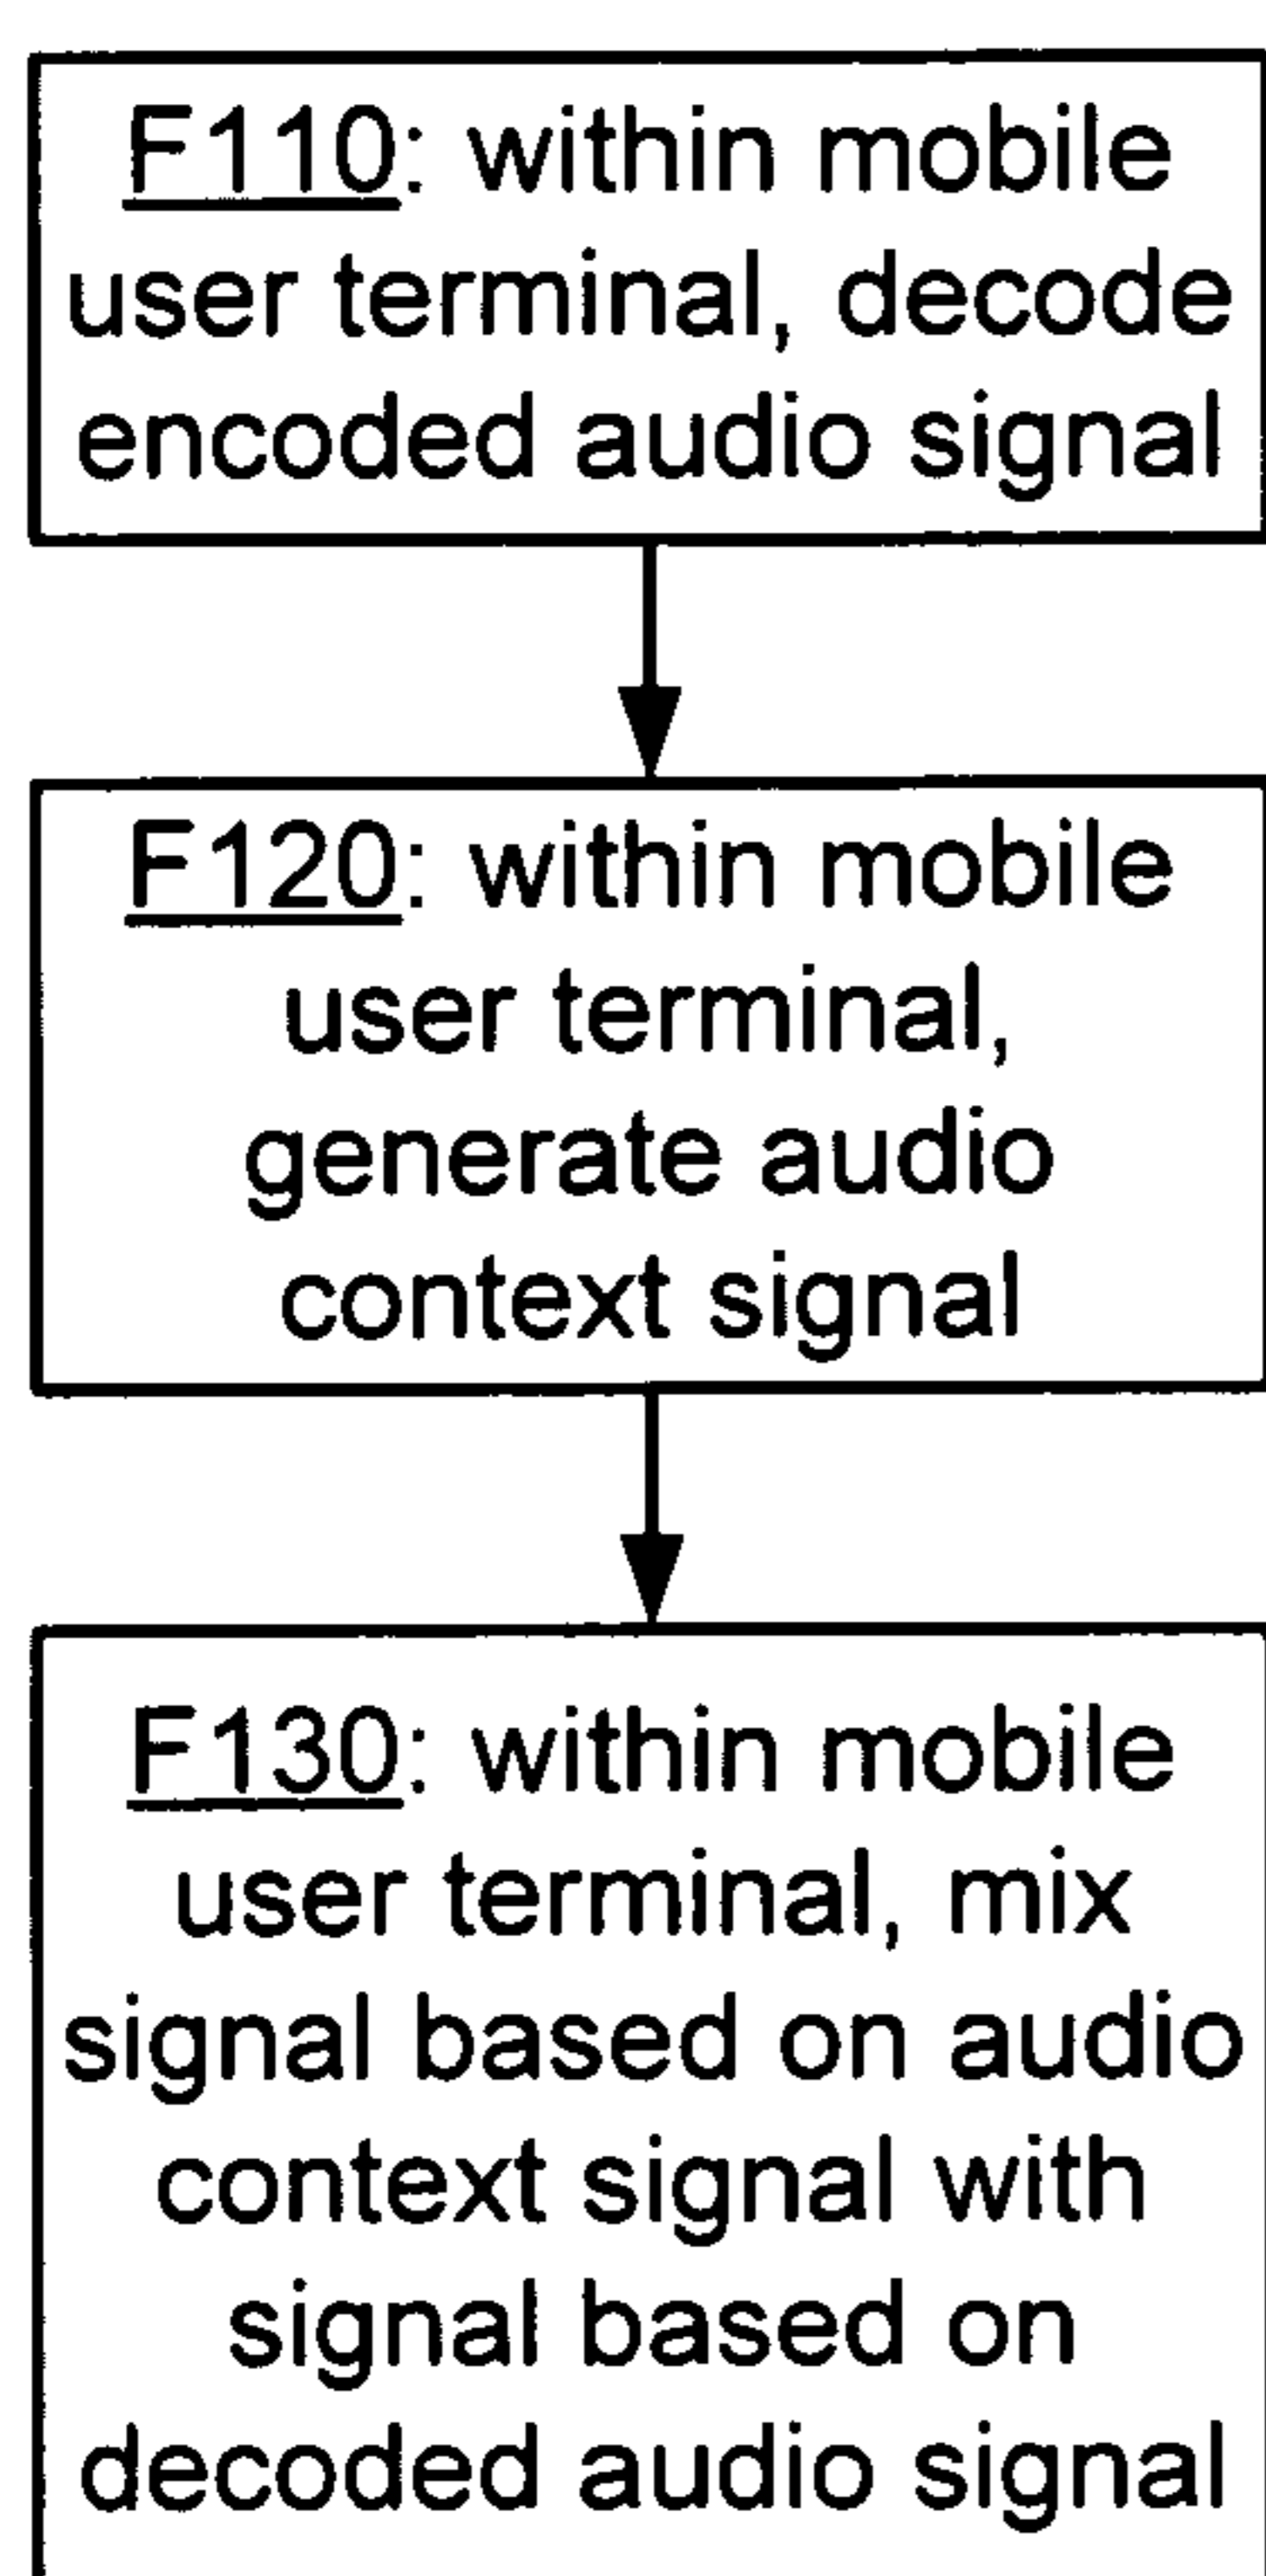 F110: within mobile
user terminal, decode
encoded audio signal
F120: within mobile
user terminal,
generate audio
context signal
F130: within mobile
user terminal, mix
signal based on audio
context signal with
signal based on
decoded audio signal